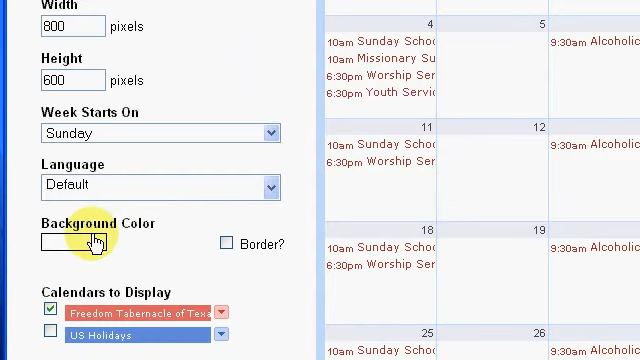 Width
800 pixels
Height
600 pixels
Week Starts On
Sunday
Language
Default
Background Color
Border?
Calendars to Display
Freedom Tabernacle of Texa
US Holidays
4
10am Sunday Schoo
10am Missionary Su
6:30pm Worship Ser
6:30pm Youth Servic
5
9:30am Alcoholic
11
10am Sunday Schoo
6:30pm Worship Ser
12
9:30am Alcoholic
18
10am Sunday Schoo
6:30pm Worship Ser
19
9:30am Alcoholic
25
10am Sunday Schoo
26
9:30am Alcoholic